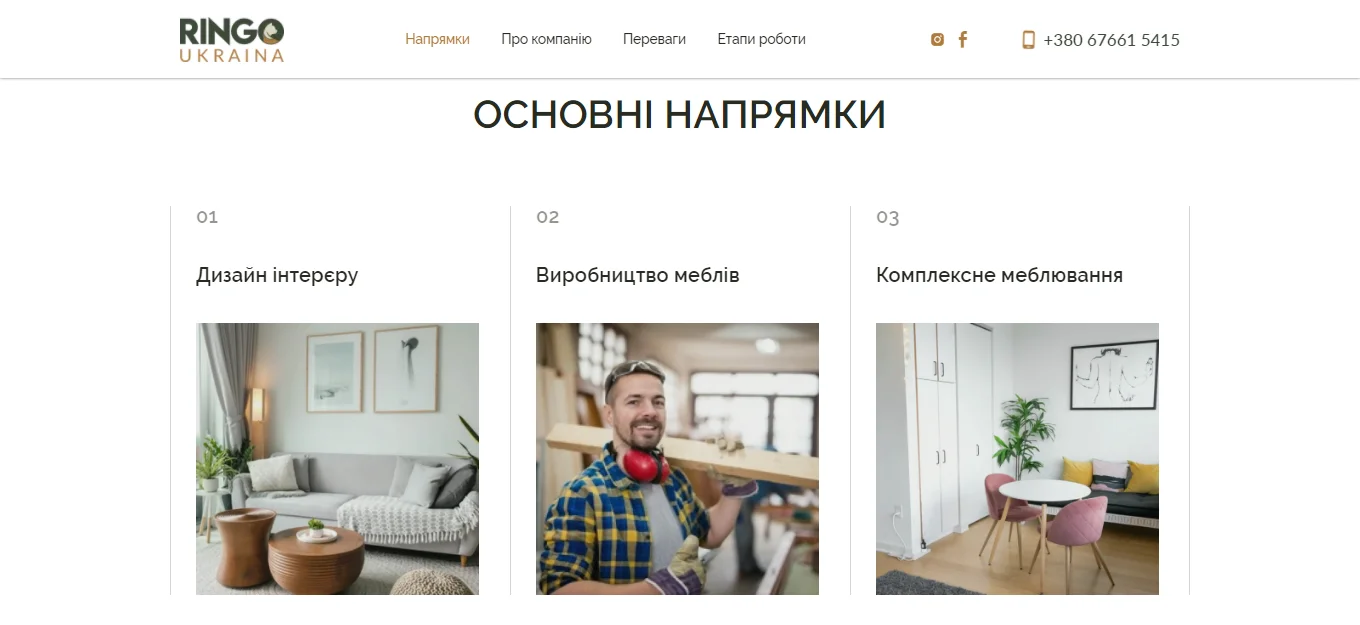 RINGO
UKRAINA
Напрямки
Про компанію
Переваги
Етапи роботи
+380 67661 5415
ОСНОВНІ НАПРЯМКИ
01
02
03
Дизайн інтерєру
Виробництво меблів
Комплексне меблювання